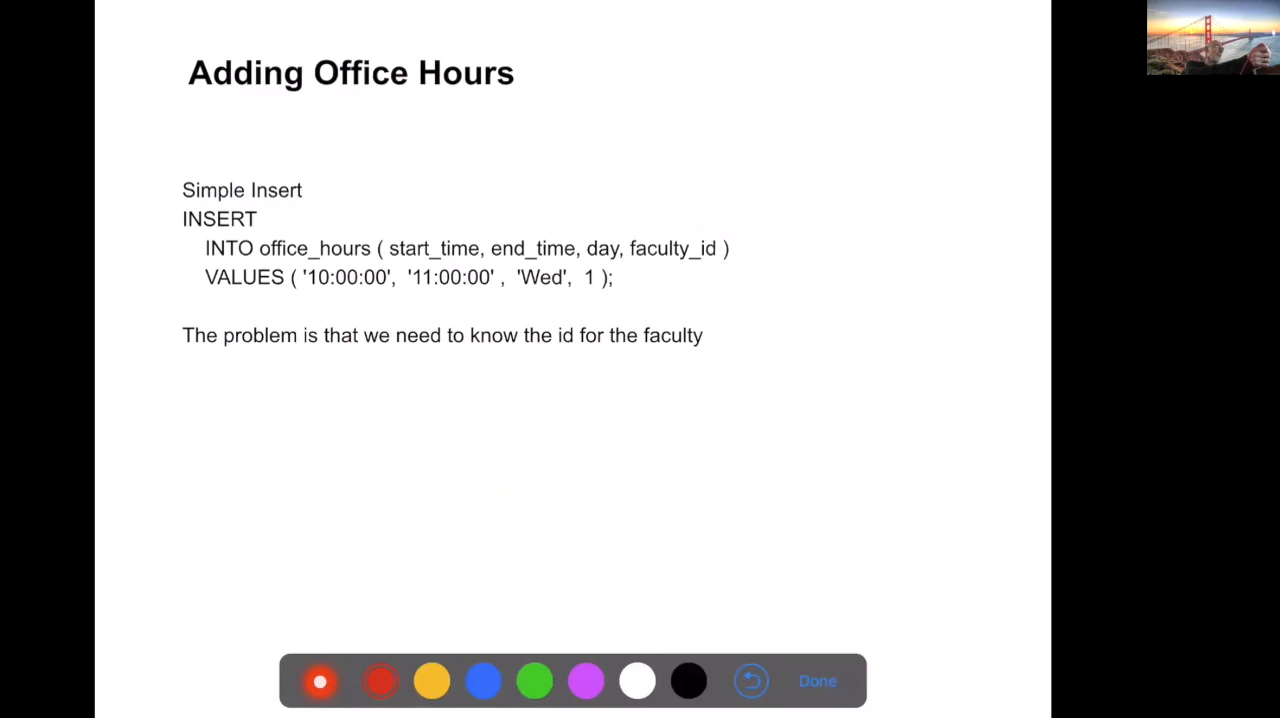 Adding Office Hours
Simple Insert
INSERT
INTO office_hours ( start_time, end_time, day, faculty_id )
VALUES ( '10:00:00', '11:00:00' , 'Wed', 1 );
The problem is that we need to know the id for the faculty
Done